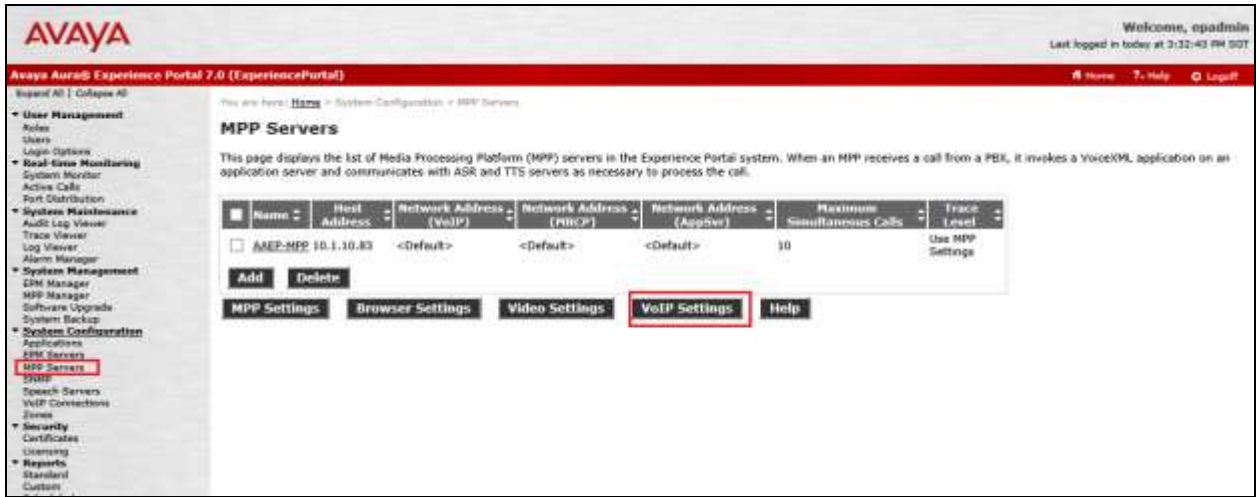 AVAYA
Welcome, epadmin
Last logged in today at 3:32:43 PM SGT
Avaya Aura® Experience Portal 7.0 (ExperiencePortal)
Home ?. Help Logoff
Expand All | Collapse All
User Management
Roles
Users
Login Options
Real-time Monitoring
System Monitor
Active Calls
Port Distribution
System Maintenance
Audit Log Viewer
Trace Viewer
Log Viewer
Alarm Manager
System Management
EPM Manager
MPP Manager
Software Upgrade
System Backup
System Configuration
Applications
EPM Servers
MPP Servers
SNMP
Speech Servers
VoIP Connections
Zones
Security
Certificates
Licensing
Reports
Standard
Custom
You are here: Home > System Configuration > MPP Servers
MPP Servers
This page displays the list of Media Processing Platform (MPP) servers in the Experience Portal system. When an MPP receives a call from a PBX, it invokes a VoiceXML application on an
application server and communicates with ASR and TTS servers as necessary to process the call.
Name Host Address Network Address (VoIP) Network Address (MRCP) Network Address (AppSvr) Maximum Simultaneous Calls Trace Level
AAEP-MPP 10.1.10.83 <Default> <Default> <Default> 10 Use MPP Settings
Add Delete
MPP Settings Browser Settings Video Settings VoIP Settings Help